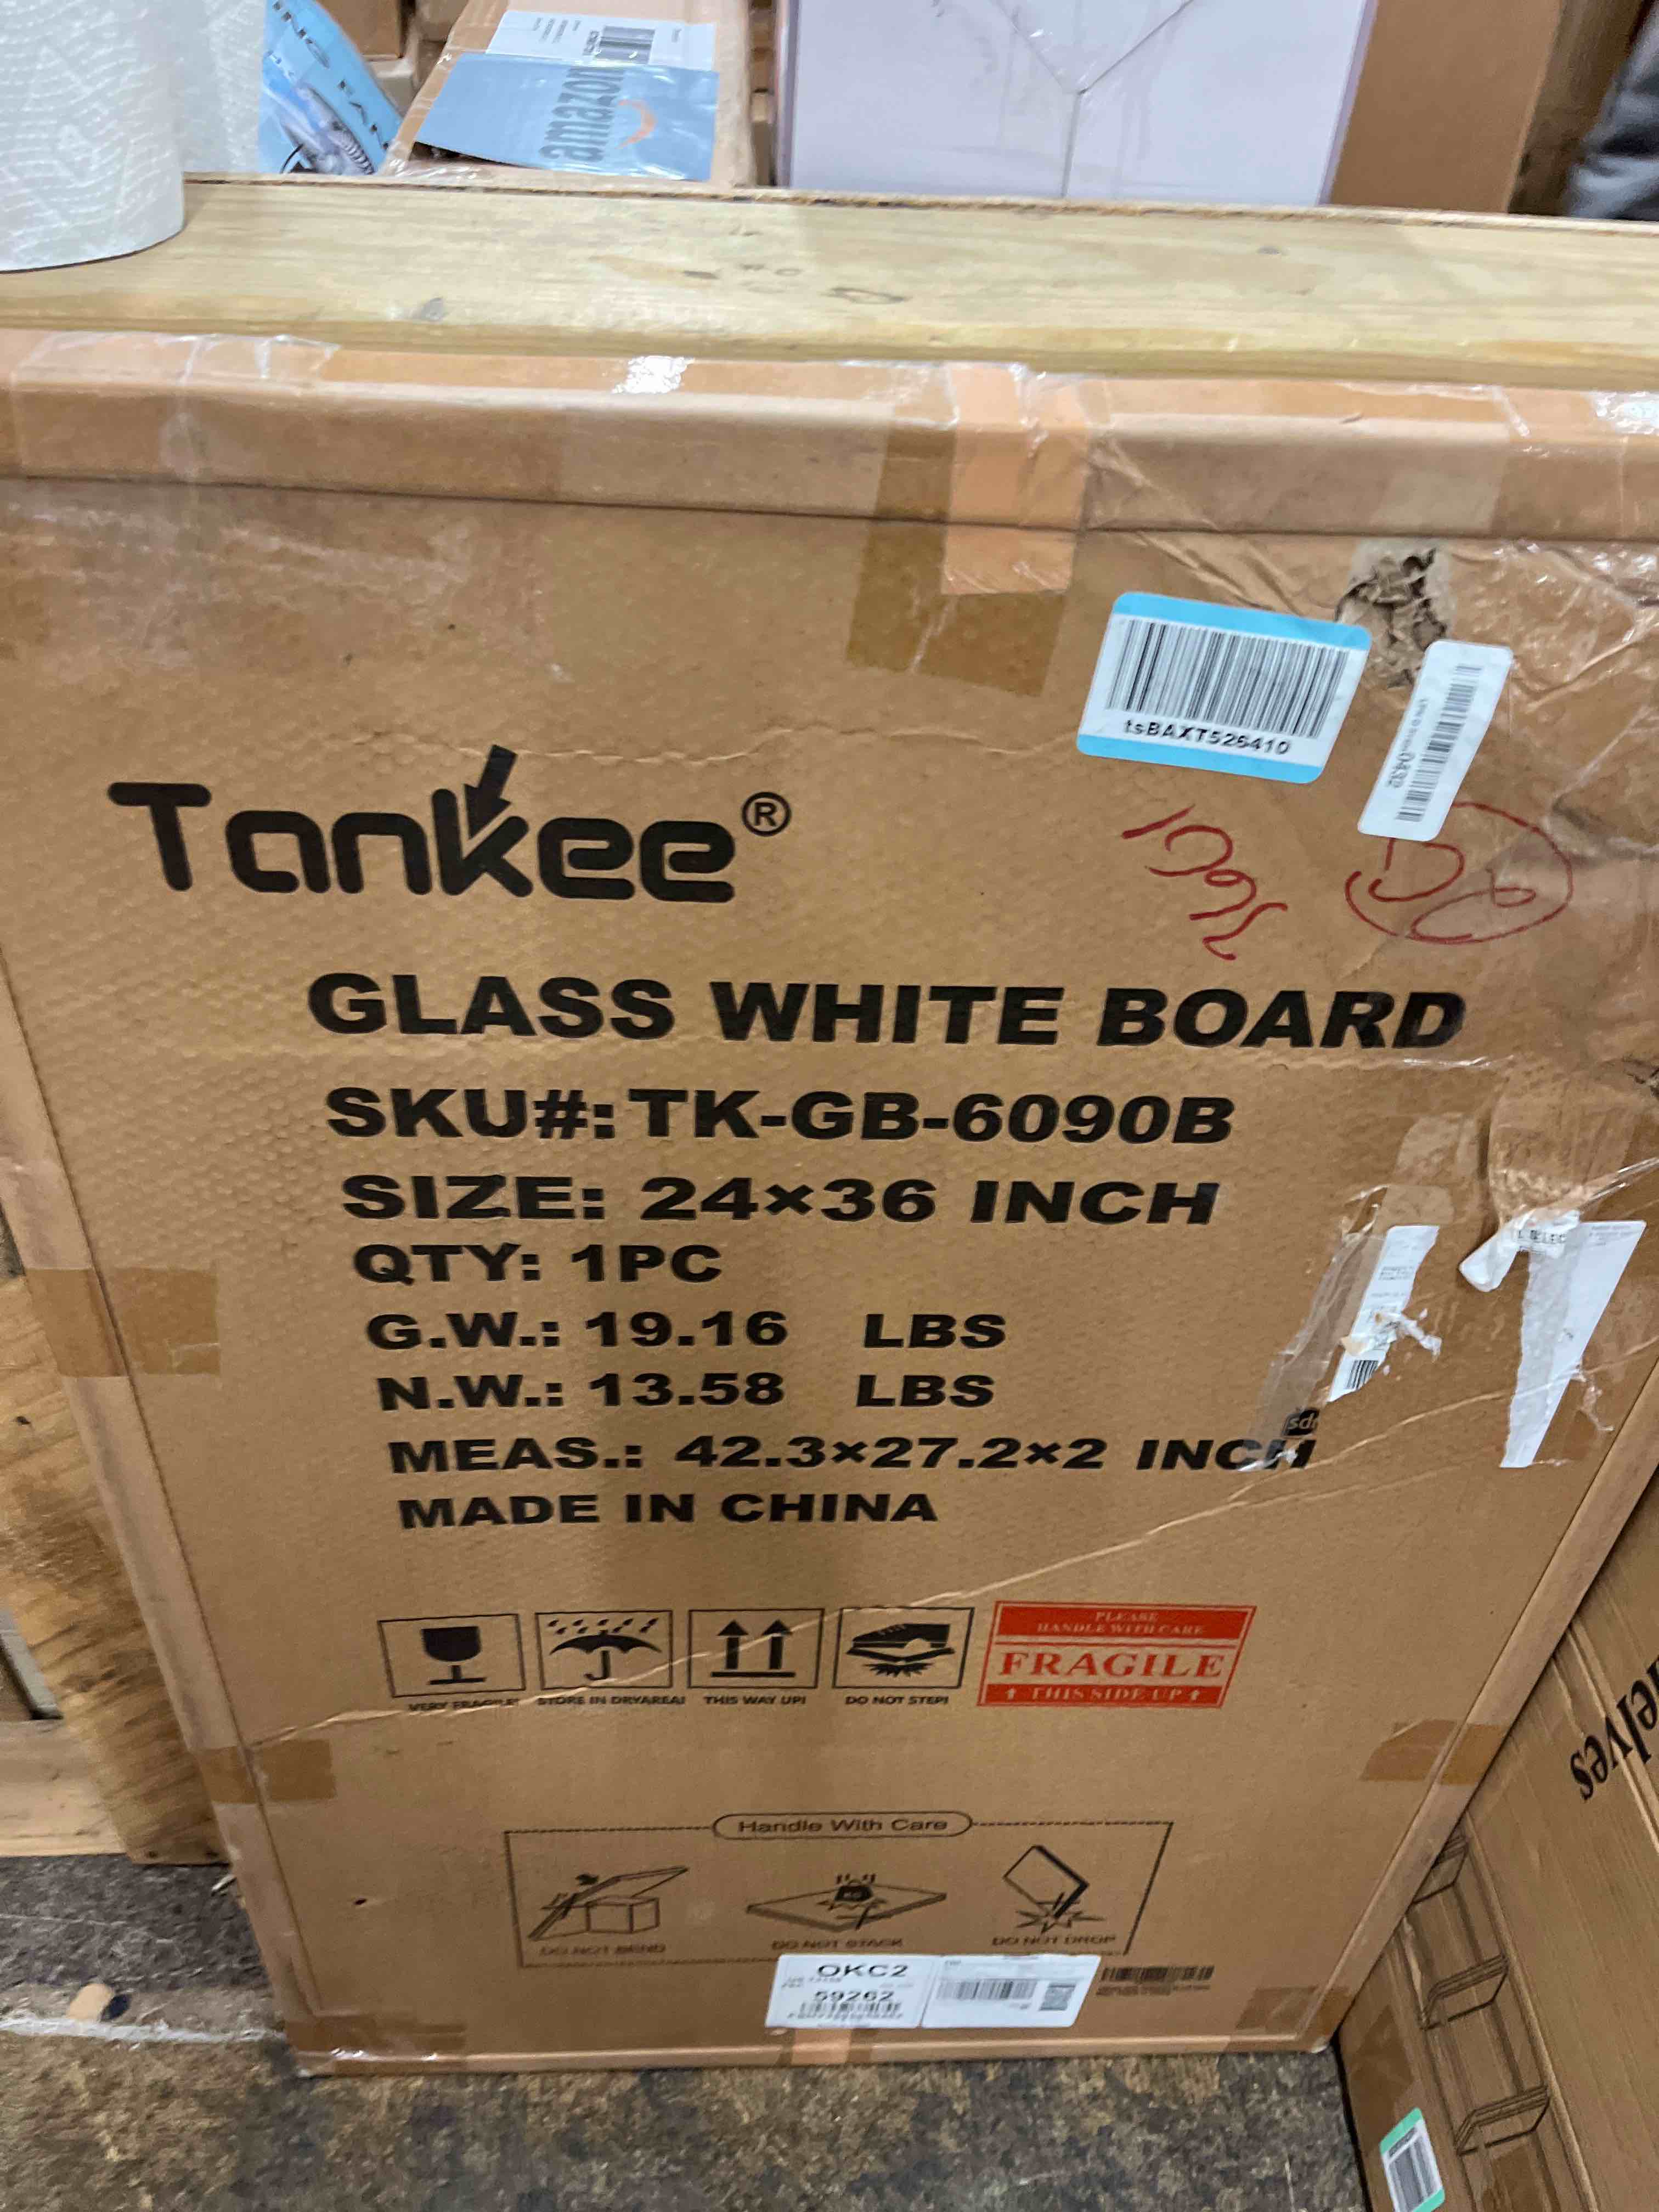 amazon
tsBAXT526410
Tankee®
GLASS WHITE BOARD
SKU#: TK-GB-6090B
SIZE: 24×36 INCH
QTY: 1PC
G.W.: 19.16 LBS
N.W.: 13.58 LBS
MEAS.: 42.3×27.2×2 INCH
MADE IN CHINA
VERY FRAGILE!
STORE IN DRYAREA!
THIS WAY UP!
DO NOT STEP!
PLEASE
HANDLE WITH CARE
FRAGILE
THIS SIDE UP
Handle With Care
DO NOT BEND
DO NOT STACK
DO NOT DROP
OKC2
59262
elves